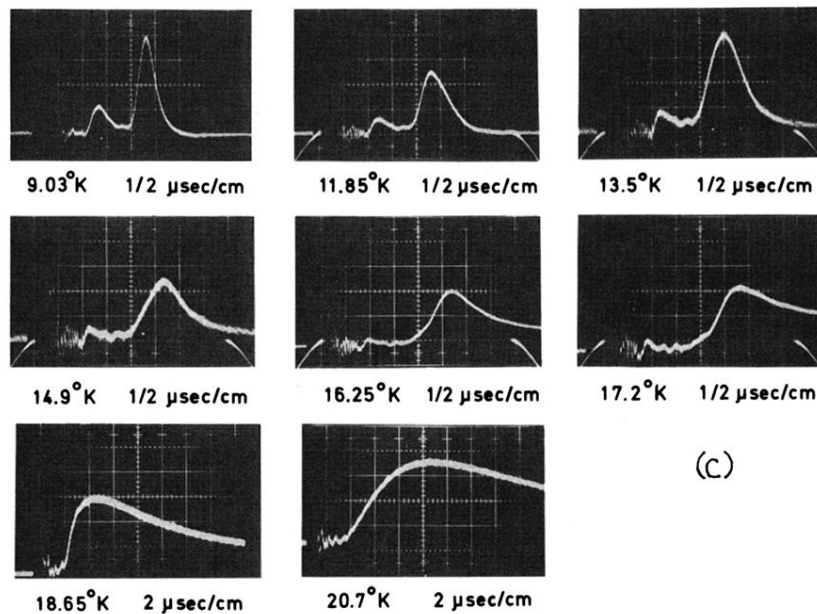 9.03°K 1/2 µsec/cm
11.85°K 1/2 µsec/cm
13.5°K 1/2 µsec/cm
14.9°K 1/2 µsec/cm
16.25°K 1/2 µsec/cm
17.2°K 1/2 µsec/cm
(C)
18.65°K 2 µsec/cm
20.7°K 2 µsec/cm